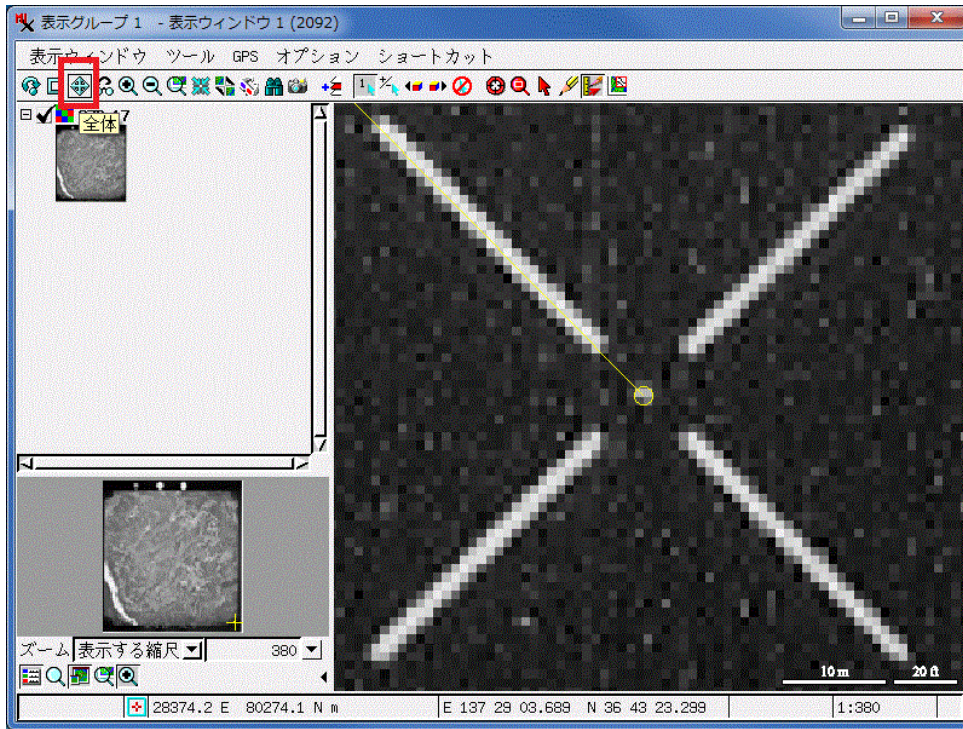 表示グループ 1 - 表示ウィンドウ 1 (2092)
表示ウィンドウ ツール GPS オプション ショートカット
全体
ズーム 表示する縮尺 380
10 m 20 ft
28374.2 E 80274.1 N m E 137 29 03.689 N 36 43 23.299 1:380